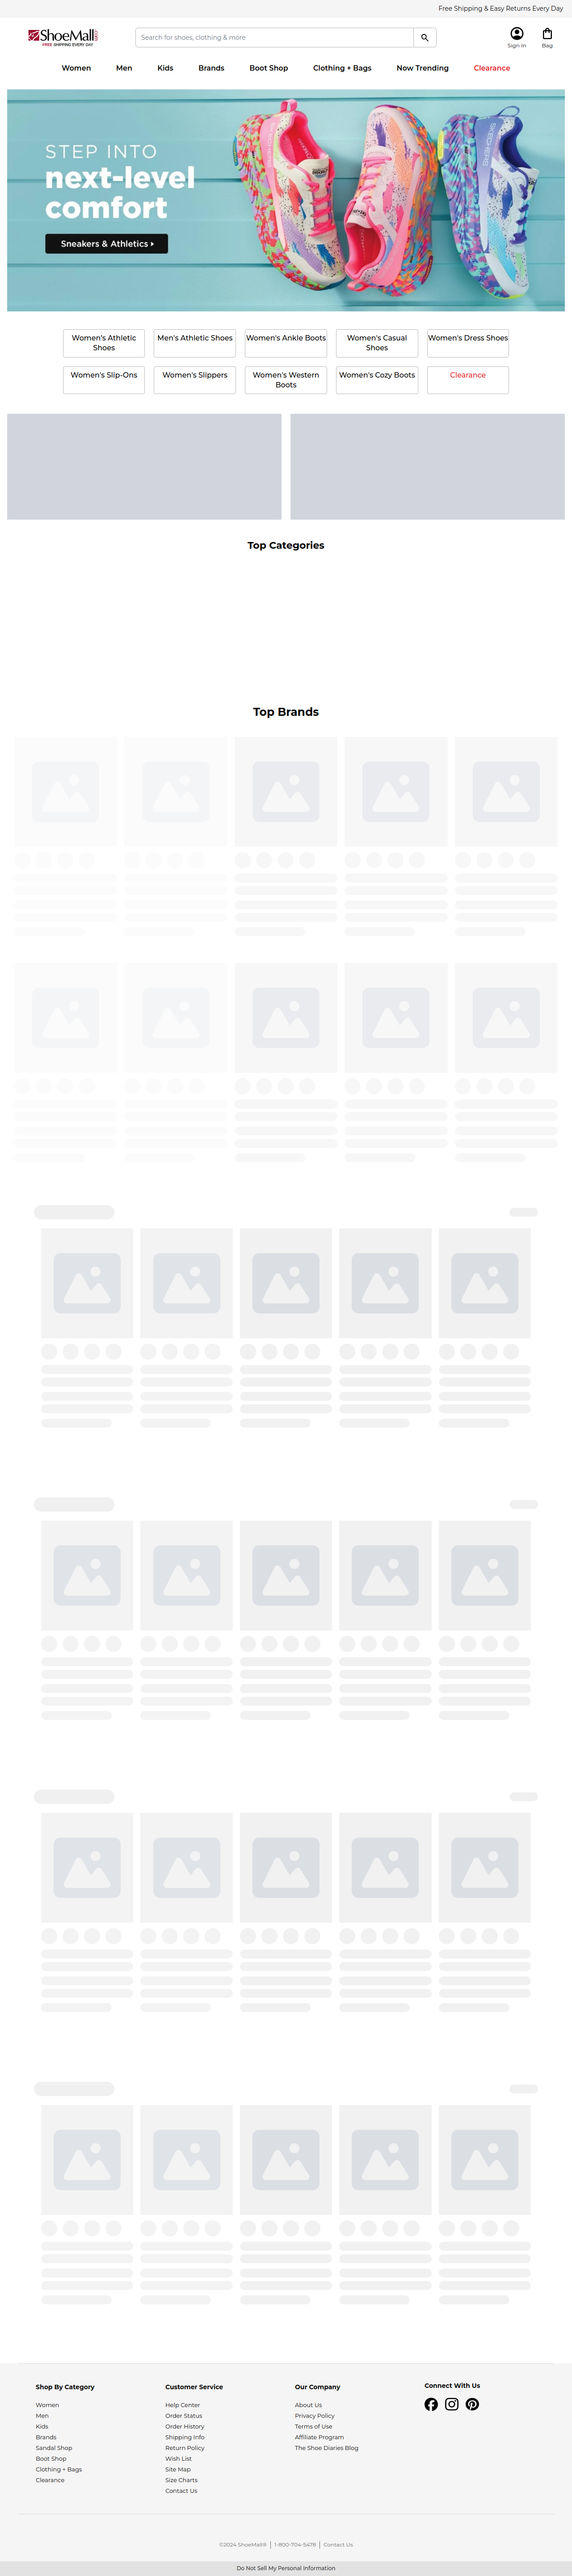 Free Shipping & Easy Returns Every Day
ShoeMall
FREE SHIPPING EVERY DAY
Search for shoes, clothing & more
Sign In
Bag
Women
Men
Kids
Brands
Boot Shop
Clothing + Bags
Now Trending
Clearance
STEP INTO
next-level
comfort
Sneakers & Athletics
Women's Athletic
Shoes
Men's Athletic Shoes
Women's Ankle Boots
Women's Casual
Shoes
Women's Dress Shoes
Women's Slip-Ons
Women's Slippers
Women's Western
Boots
Women's Cozy Boots
Clearance
Top Categories
Top Brands
Shop By Category
Women
Men
Kids
Brands
Sandal Shop
Boot Shop
Clothing + Bags
Clearance
Customer Service
Help Center
Order Status
Order History
Shipping Info
Return Policy
Wish List
Site Map
Size Charts
Contact Us
Our Company
About Us
Privacy Policy
Terms of Use
Affiliate Program
The Shoe Diaries Blog
Connect With Us
©2024 ShoeMall® | 1-800-704-5478 | Contact Us
Do Not Sell My Personal Information